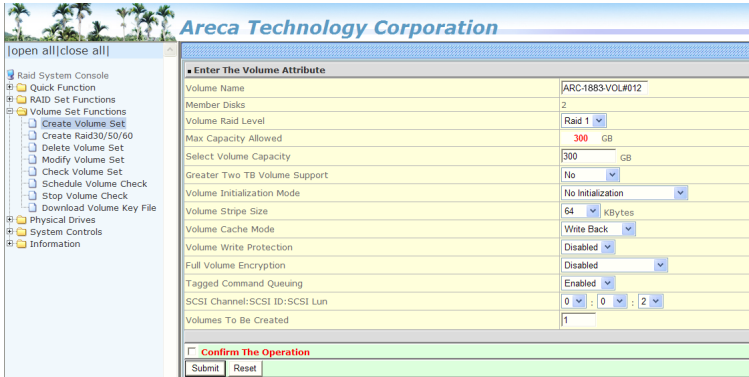 Areca Technology Corporation
|open all|close all|
Raid System Console
Quick Function
RAID Set Functions
Volume Set Functions
Create Volume Set
Create Raid30/50/60
Delete Volume Set
Modify Volume Set
Check Volume Set
Schedule Volume Check
Stop Volume Check
Download Volume Key File
Physical Drives
System Controls
Information
Enter The Volume Attribute
Volume Name ARC-1883-VOL#012
Member Disks 2
Volume Raid Level Raid 1
Max Capacity Allowed 300 GB
Select Volume Capacity 300 GB
Greater Two TB Volume Support No
Volume Initialization Mode No Initialization
Volume Stripe Size 64 KBytes
Volume Cache Mode Write Back
Volume Write Protection Disabled
Full Volume Encryption Disabled
Tagged Command Queuing Enabled
SCSI Channel:SCSI ID:SCSI Lun 0 : 0 : 2
Volumes To Be Created 1
Confirm The Operation
Submit Reset